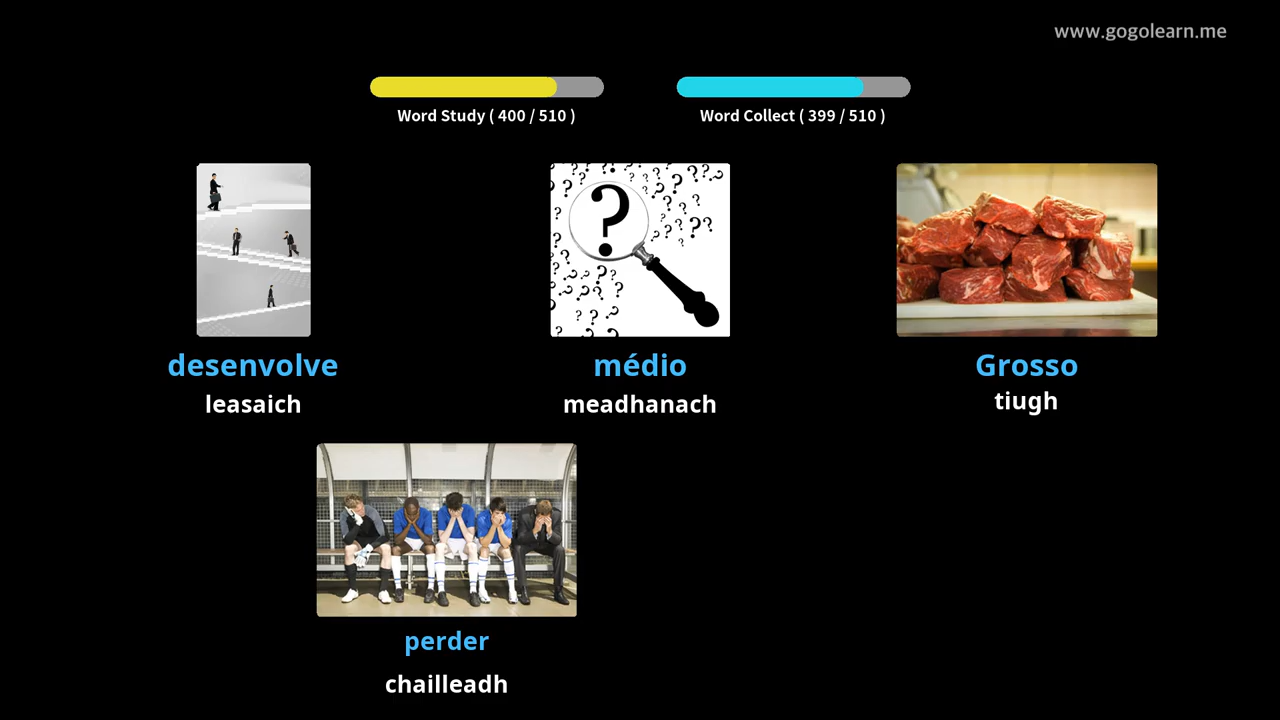 www.gogolearn.me
Word Study ( 400 / 510 )
Word Collect ( 399 / 510 )
desenvolve
médio
Grosso
leasaich
meadhanach
tiugh
perder
chailleadh